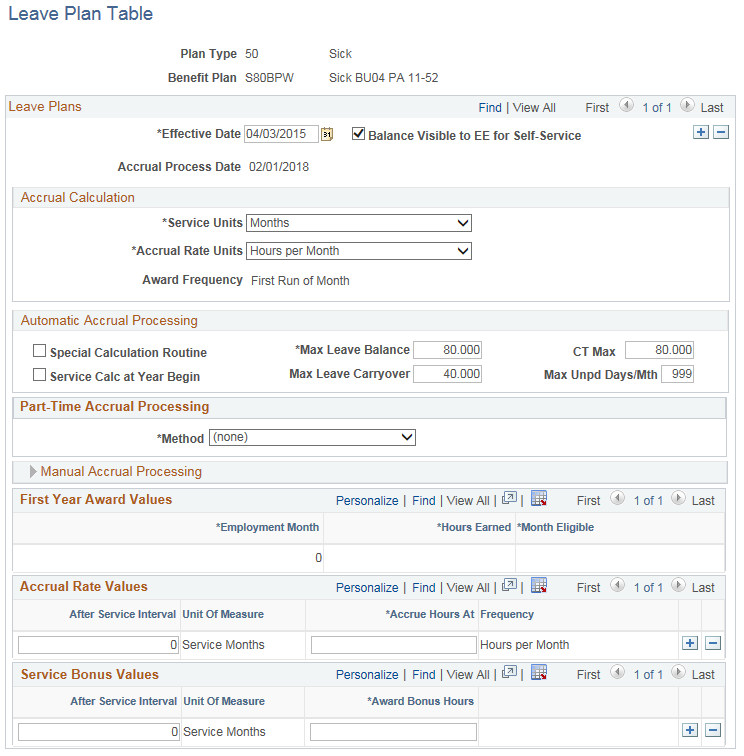 Leave Plan Table
Plan Type 50 Sick
Benefit Plan S80BPW Sick BU04 PA 11-52
Leave Plans Find | View All First 1 of 1 Last
*Effective Date 04/03/2015 31 Balance Visible to EE for Self-Service
Accrual Process Date 02/01/2018
Accrual Calculation
*Service Units Months
*Accrual Rate Units Hours per Month
Award Frequency First Run of Month
Automatic Accrual Processing
Special Calculation Routine *Max Leave Balance 80.000 CT Max 80.000
Service Calc at Year Begin Max Leave Carryover 40.000 Max Unpd Days/Mth 999
Part-Time Accrual Processing
*Method (none)
Manual Accrual Processing
First Year Award Values Personalize | Find | View All | | First 1 of 1 Last
*Employment Month *Hours Earned *Month Eligible
0
Accrual Rate Values Personalize | Find | View All | | First 1 of 1 Last
After Service Interval Unit Of Measure *Accrue Hours At Frequency
0 Service Months Hours per Month
Service Bonus Values Personalize | Find | View All | | First 1 of 1 Last
After Service Interval Unit Of Measure *Award Bonus Hours
0 Service Months